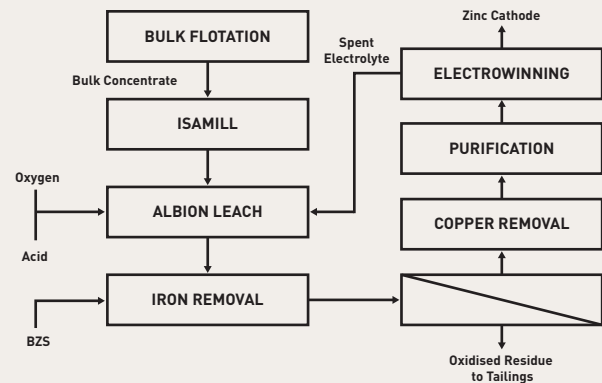 BULK FLOTATION
Bulk Concentrate
ISAMILL
Oxygen
ALBION LEACH
Acid
IRON REMOVAL
BZS
Zinc Cathode
Spent
Electrolyte
ELECTROWINNING
PURIFICATION
COPPER REMOVAL
Oxidised Residue
to Tailings